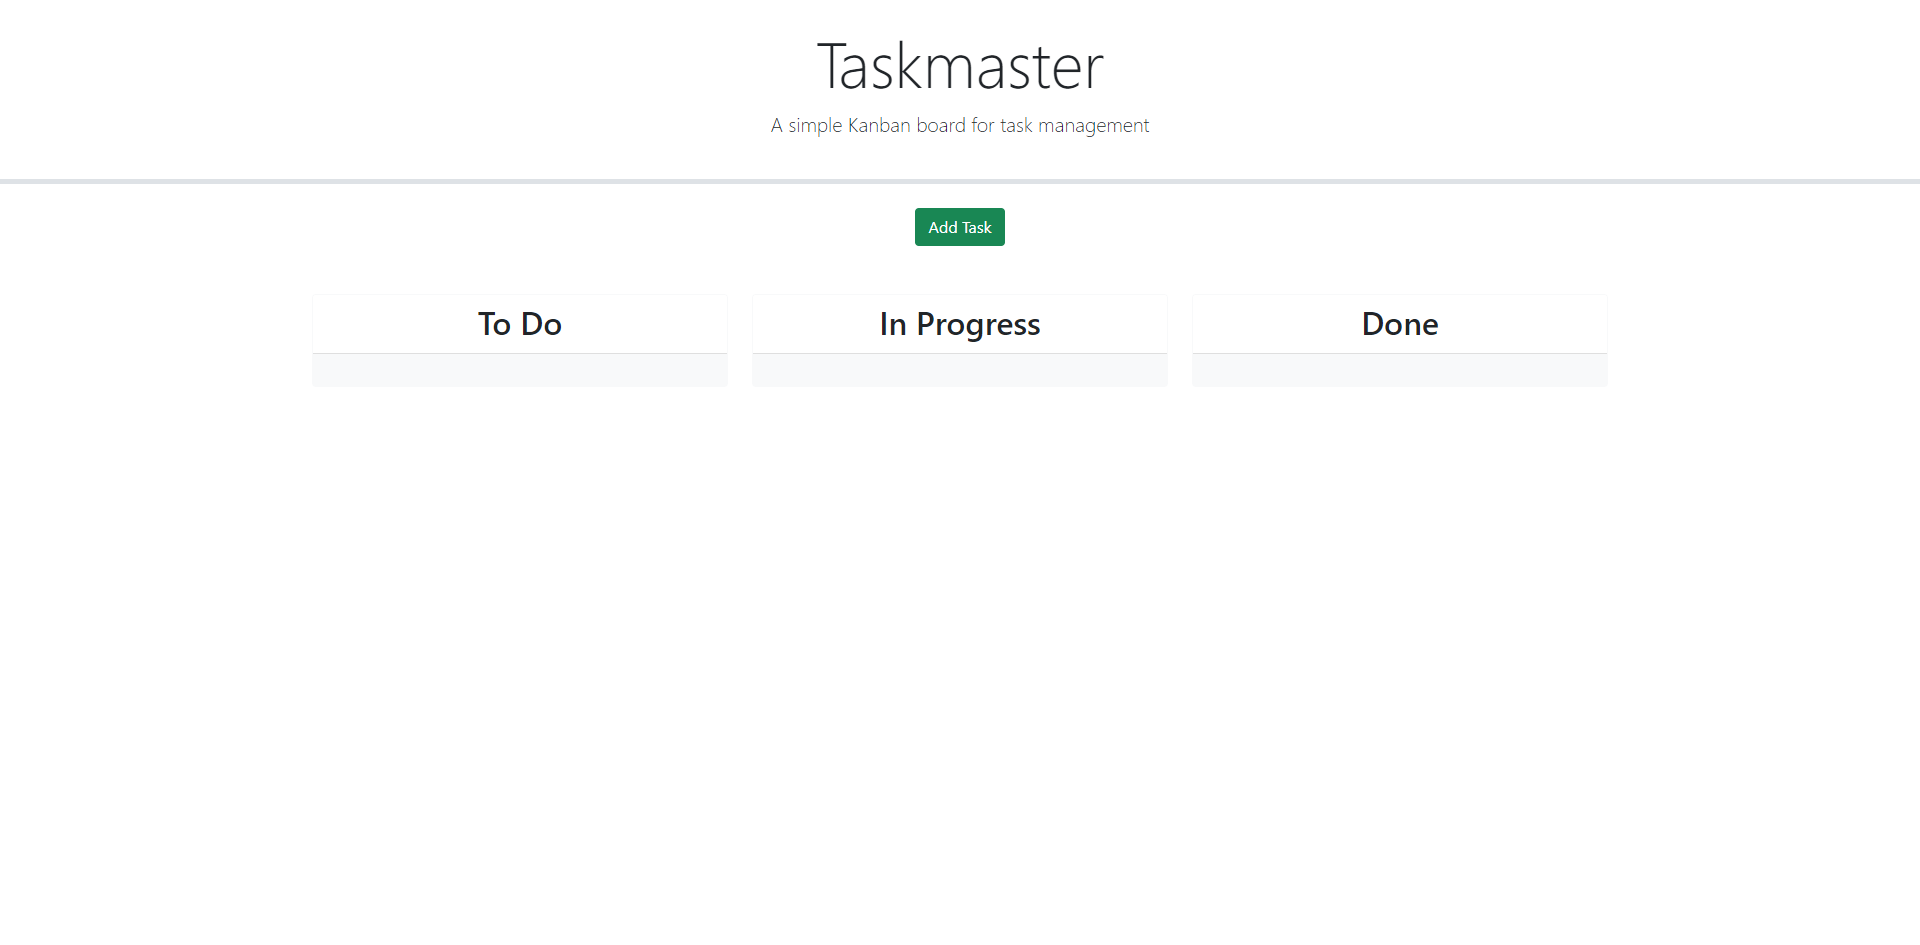 Taskmaster
A simple Kanban board for task management
Add Task
To Do
In Progress
Done